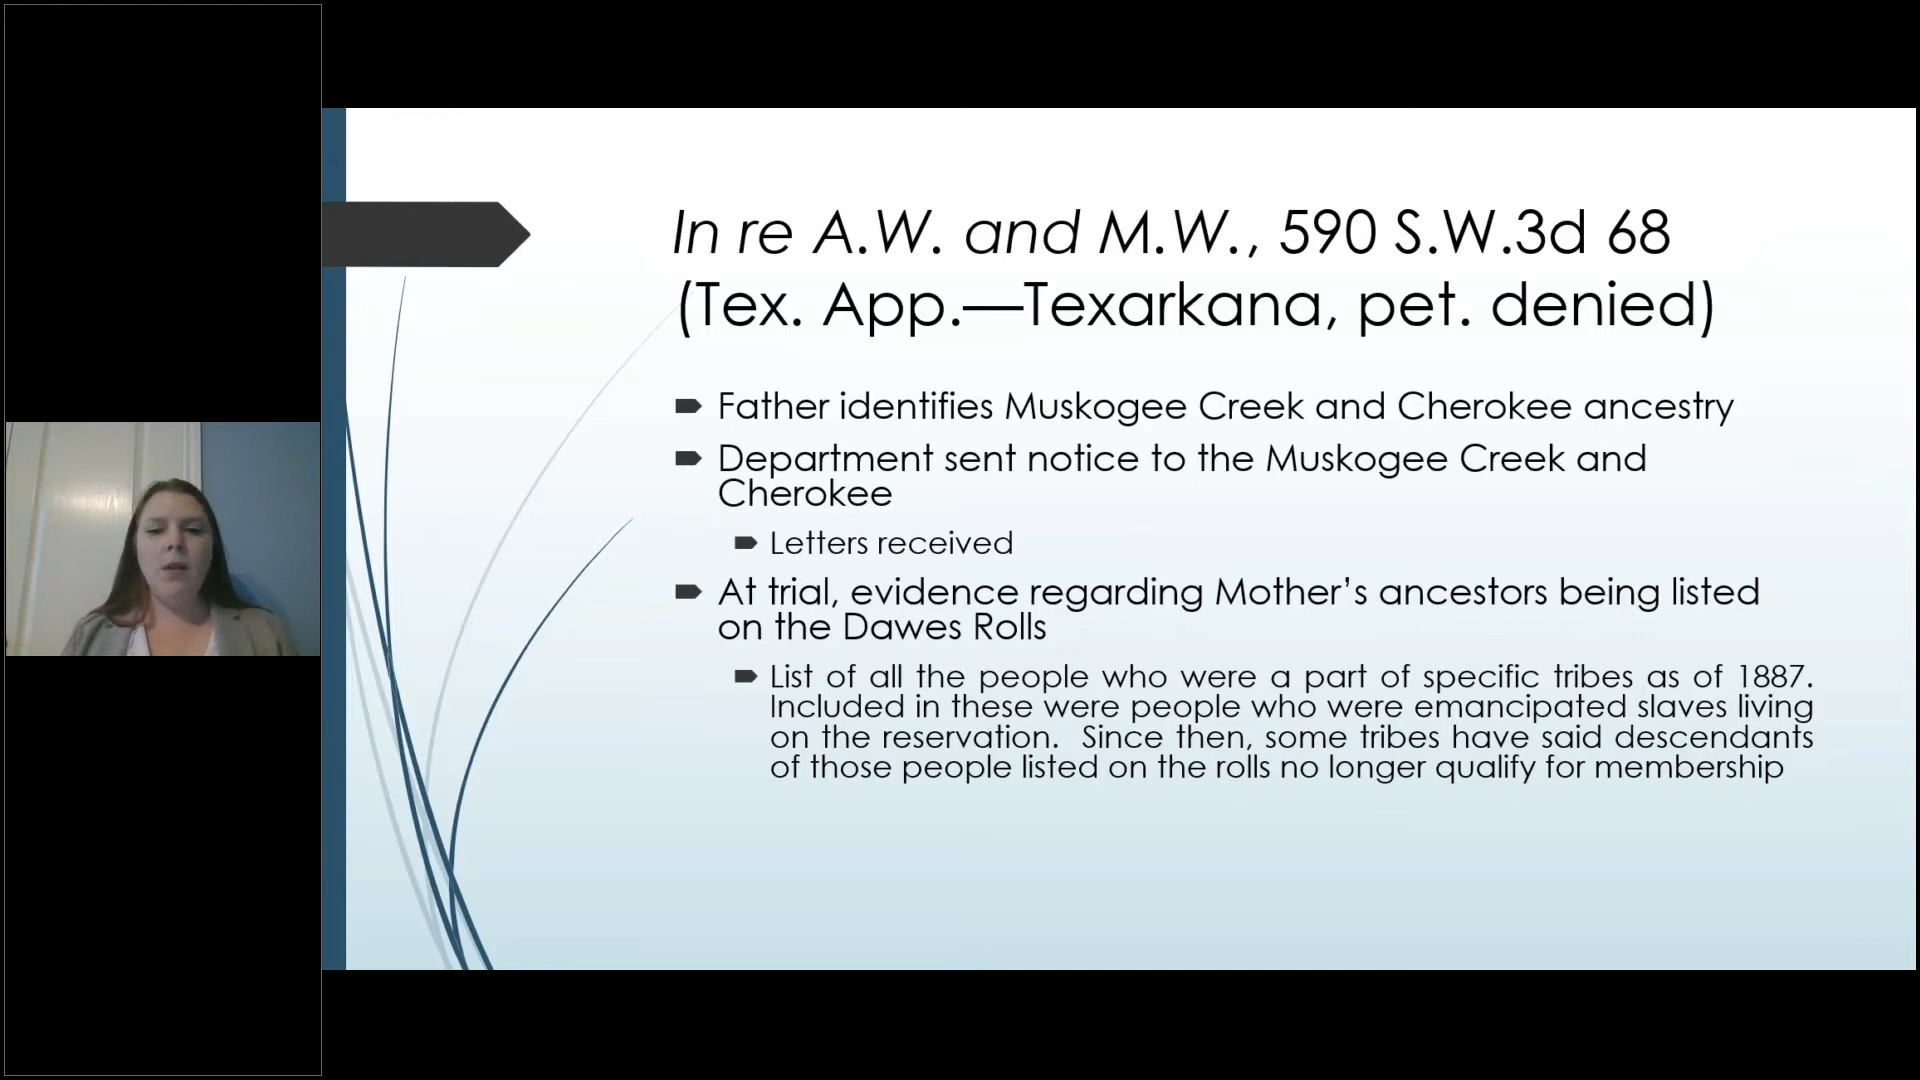 In re A.W. and M.W., 590 S.W.3d 68
(Tex. App.—Texarkana, pet. denied)
Father identifies Muskogee Creek and Cherokee ancestry
Department sent notice to the Muskogee Creek and
Cherokee
Letters received
At trial, evidence regarding Mother’s ancestors being listed
on the Dawes Rolls
List of all the people who were a part of specific tribes as of 1887.
Included in these were people who were emancipated slaves living
on the reservation.  Since then, some tribes have said descendants
of those people listed on the rolls no longer qualify for membership